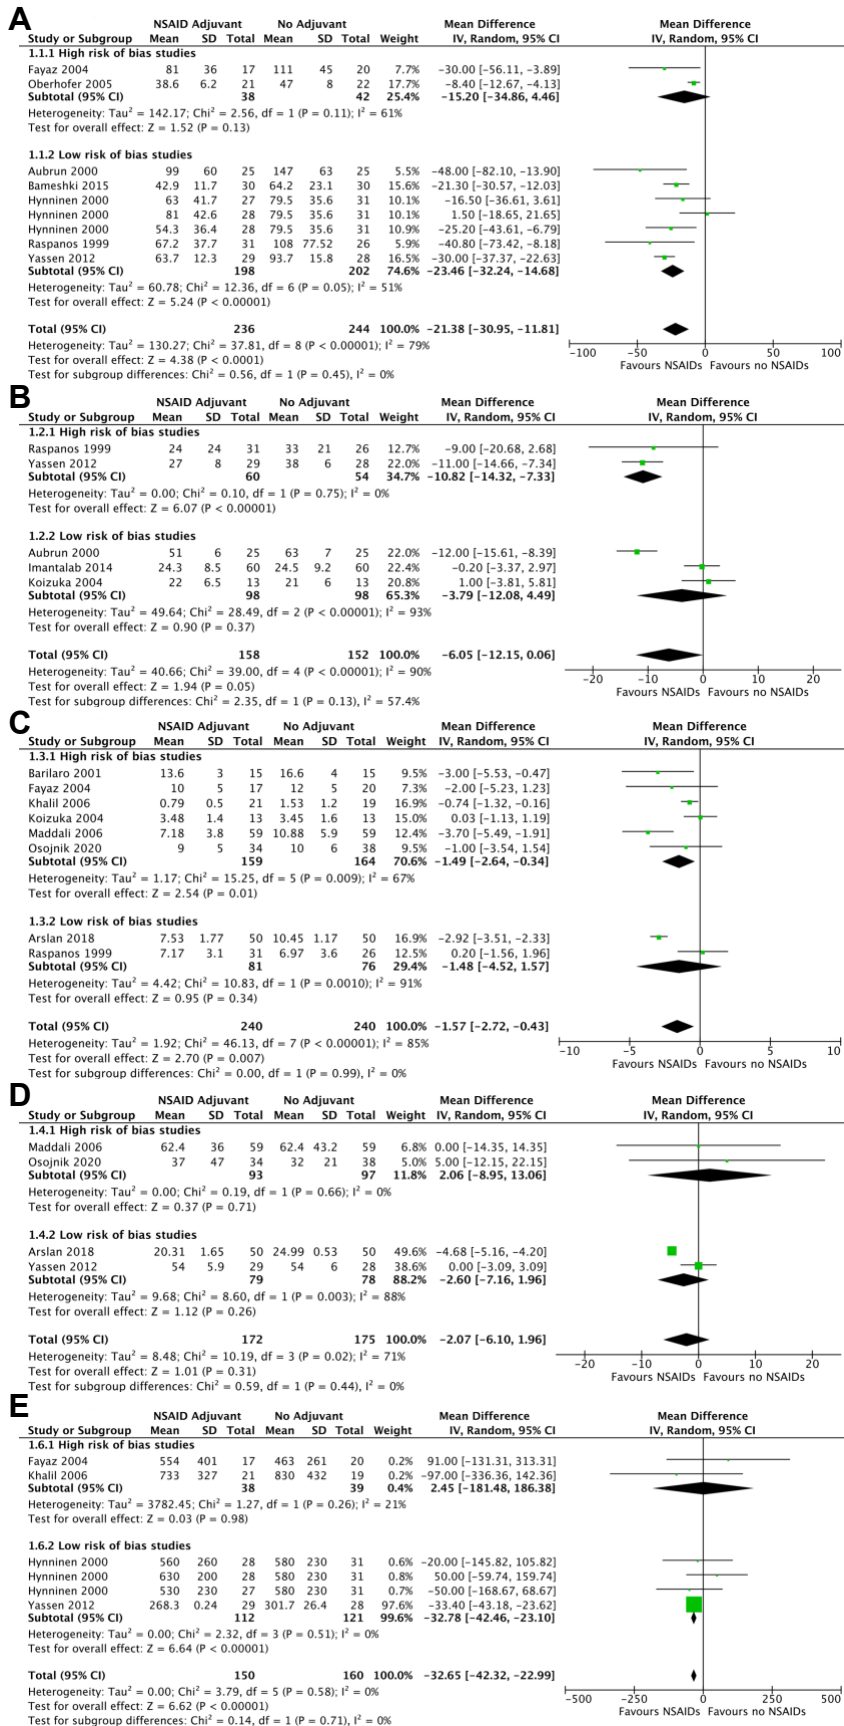 A
NSAID Adjuvant No Adjuvant Mean Difference Mean Difference
Study or Subgroup Mean SD Total Mean SD Total Weight IV, Random, 95% CI IV, Random, 95% CI
1.1.1 High risk of bias studies
Fayaz 2004 81 36 17 111 45 20 7.7% −30.00 [−56.11, −3.89]
Oberhofer 2005 38.6 6.2 21 47 8 22 17.7% −8.40 [−12.67, −4.13]
Subtotal (95% CI) 38 42 25.4% −15.20 [−34.86, 4.46]
Heterogeneity: Tau² = 142.17; Chi² = 2.56, df = 1 (P = 0.11); I² = 61%
Test for overall effect: Z = 1.52 (P = 0.13)
1.1.2 Low risk of bias studies
Aubrun 2000 99 60 25 147 63 25 5.5% −48.00 [−82.10, −13.90]
Bameshki 2015 42.9 11.7 30 64.2 23.1 30 15.6% −21.30 [−30.57, −12.03]
Hynninen 2000 63 41.7 27 79.5 35.6 31 10.1% −16.50 [−36.61, 3.61]
Hynninen 2000 81 42.6 28 79.5 35.6 31 10.1% 1.50 [−18.65, 21.65]
Hynninen 2000 54.3 36.4 28 79.5 35.6 31 10.1% −25.20 [−43.61, −6.79]
Raspanos 1999 67.2 37.7 31 108 77.52 26 5.9% −40.80 [−73.42, −8.18]
Yassen 2012 63.7 12.3 29 93.7 15.8 28 16.5% −30.00 [−37.37, −22.63]
Subtotal (95% CI) 198 202 74.6% −23.46 [−32.24, −14.68]
Heterogeneity: Tau² = 60.78; Chi² = 12.36, df = 6 (P = 0.05); I² = 51%
Test for overall effect: Z = 5.24 (P < 0.00001)
Total (95% CI) 236 244 100.0% −21.38 [−30.95, −11.81]
Heterogeneity: Tau² = 130.27; Chi² = 37.81, df = 8 (P < 0.00001); I² = 79%
Test for overall effect: Z = 4.38 (P < 0.0001)
Test for subgroup differences: Chi² = 0.56, df = 1 (P = 0.45), I² = 0%
−100 −50 0 50 100
Favours NSAIDs Favours no NSAIDs
B
NSAID Adjuvant No Adjuvant Mean Difference Mean Difference
Study or Subgroup Mean SD Total Mean SD Total Weight IV, Random, 95% CI IV, Random, 95% CI
1.2.1 High risk of bias studies
Raspanos 1999 24 24 31 33 21 26 12.7% −9.00 [−20.68, 2.68]
Yassen 2012 27 8 29 38 6 28 22.0% −11.00 [−14.66, −7.34]
Subtotal (95% CI) 60 54 34.7% −10.82 [−14.32, −7.33]
Heterogeneity: Tau² = 0.00; Chi² = 0.10, df = 1 (P = 0.75); I² = 0%
Test for overall effect: Z = 6.07 (P < 0.00001)
1.2.2 Low risk of bias studies
Aubrun 2000 51 6 25 63 7 25 22.0% −12.00 [−15.61, −8.39]
Imantalab 2014 24.3 8.5 60 24.5 9.2 60 22.4% −0.20 [−3.37, 2.97]
Koizuka 2004 22 6.5 13 21 6 13 20.8% 1.00 [−3.81, 5.81]
Subtotal (95% CI) 98 98 65.3% −3.79 [−12.08, 4.49]
Heterogeneity: Tau² = 49.64; Chi² = 28.49, df = 2 (P < 0.00001); I² = 93%
Test for overall effect: Z = 0.90 (P = 0.37)
Total (95% CI) 158 152 100.0% −6.05 [−12.15, 0.06]
Heterogeneity: Tau² = 40.66; Chi² = 39.00, df = 4 (P < 0.00001); I² = 90%
Test for overall effect: Z = 1.94 (P = 0.05)
Test for subgroup differences: Chi² = 2.35, df = 1 (P = 0.13), I² = 57.4%
−20 −10 0 10 20
Favours NSAIDs Favours no NSAIDs
C
NSAID Adjuvant No Adjuvant Mean Difference Mean Difference
Study or Subgroup Mean SD Total Mean SD Total Weight IV, Random, 95% CI IV, Random, 95% CI
1.3.1 High risk of bias studies
Barilaro 2001 13.6 3 15 16.6 4 15 9.5% −3.00 [−5.53, −0.47]
Fayaz 2004 10 5 17 12 5 20 7.9% −2.00 [−5.23, 1.23]
Khalil 2006 0.79 0.5 21 1.53 1.2 19 16.9% −0.74 [−1.32, −0.16]
Koizuka 2004 3.48 1.4 13 3.45 1.6 13 14.4% 0.03 [−1.13, 1.19]
Maddali 2006 7.18 3.8 59 10.88 5.9 59 12.4% −3.70 [−5.49, −1.91]
Osojnik 2020 9 5 34 10 6 38 9.5% −1.00 [−3.54, 1.54]
Subtotal (95% CI) 159 164 70.6% −1.49 [−2.64, −0.34]
Heterogeneity: Tau² = 1.17; Chi² = 15.25, df = 5 (P = 0.009); I² = 67%
Test for overall effect: Z = 2.54 (P = 0.01)
1.3.2 Low risk of bias studies
Arslan 2018 7.53 1.77 50 10.45 1.17 50 16.9% −2.92 [−3.51, −2.33]
Raspanos 1999 7.17 3.1 31 6.97 3.6 26 12.5% 0.20 [−1.56, 1.96]
Subtotal (95% CI) 81 76 29.4% −1.48 [−4.52, 1.57]
Heterogeneity: Tau² = 4.42; Chi² = 10.83, df = 1 (P = 0.0010); I² = 91%
Test for overall effect: Z = 0.95 (P = 0.34)
Total (95% CI) 240 240 100.0% −1.57 [−2.72, −0.43]
Heterogeneity: Tau² = 1.92; Chi² = 46.13, df = 7 (P < 0.00001); I² = 85%
Test for overall effect: Z = 2.70 (P = 0.007)
Test for subgroup differences: Chi² = 0.00, df = 1 (P = 0.99), I² = 0%
−10 −5 0 5 10
Favours NSAIDs Favours no NSAIDs
D
NSAID Adjuvant No Adjuvant Mean Difference Mean Difference
Study or Subgroup Mean SD Total Mean SD Total Weight IV, Random, 95% CI IV, Random, 95% CI
1.4.1 High risk of bias studies
Maddali 2006 62.4 36 59 62.4 43.2 59 6.8% 0.00 [−14.35, 14.35]
Osojnik 2020 37 47 34 32 21 38 5.0% 5.00 [−12.15, 22.15]
Subtotal (95% CI) 93 97 11.8% 2.06 [−8.95, 13.06]
Heterogeneity: Tau² = 0.00; Chi² = 0.19, df = 1 (P = 0.66); I² = 0%
Test for overall effect: Z = 0.37 (P = 0.71)
1.4.2 Low risk of bias studies
Arslan 2018 20.31 1.65 50 24.99 0.53 50 49.6% −4.68 [−5.16, −4.20]
Yassen 2012 54 5.9 29 54 6 28 38.6% 0.00 [−3.09, 3.09]
Subtotal (95% CI) 79 78 88.2% −2.60 [−7.16, 1.96]
Heterogeneity: Tau² = 9.68; Chi² = 8.60, df = 1 (P = 0.003); I² = 88%
Test for overall effect: Z = 1.12 (P = 0.26)
Total (95% CI) 172 175 100.0% −2.07 [−6.10, 1.96]
Heterogeneity: Tau² = 8.48; Chi² = 10.19, df = 3 (P = 0.02); I² = 71%
Test for overall effect: Z = 1.01 (P = 0.31)
Test for subgroup differences: Chi² = 0.59, df = 1 (P = 0.44), I² = 0%
−20 −10 0 10 20
Favours NSAIDs Favours no NSAIDs
E
NSAID Adjuvant No Adjuvant Mean Difference Mean Difference
Study or Subgroup Mean SD Total Mean SD Total Weight IV, Random, 95% CI IV, Random, 95% CI
1.6.1 High risk of bias studies
Fayaz 2004 554 401 17 463 261 20 0.2% 91.00 [−131.31, 313.31]
Khalil 2006 733 327 21 830 432 19 0.2% −97.00 [−336.36, 142.36]
Subtotal (95% CI) 38 39 0.4% 2.45 [−181.48, 186.38]
Heterogeneity: Tau² = 3782.45; Chi² = 1.27, df = 1 (P = 0.26); I² = 21%
Test for overall effect: Z = 0.03 (P = 0.98)
1.6.2 Low risk of bias studies
Hynninen 2000 560 260 28 580 230 31 0.6% −20.00 [−145.82, 105.82]
Hynninen 2000 630 200 28 580 230 31 0.8% 50.00 [−59.74, 159.74]
Hynninen 2000 530 230 27 580 230 31 0.7% −50.00 [−168.67, 68.67]
Yassen 2012 268.3 0.24 29 301.7 26.4 28 97.6% −33.40 [−43.18, −23.62]
Subtotal (95% CI) 112 121 99.6% −32.78 [−42.46, −23.10]
Heterogeneity: Tau² = 0.00; Chi² = 2.32, df = 3 (P = 0.51); I² = 0%
Test for overall effect: Z = 6.64 (P < 0.00001)
Total (95% CI) 150 160 100.0% −32.65 [−42.32, −22.99]
Heterogeneity: Tau² = 0.00; Chi² = 3.79, df = 5 (P = 0.58); I² = 0%
Test for overall effect: Z = 6.62 (P < 0.00001)
Test for subgroup differences: Chi² = 0.14, df = 1 (P = 0.71), I² = 0%
−500 −250 0 250 500
Favours NSAIDs Favours no NSAIDs